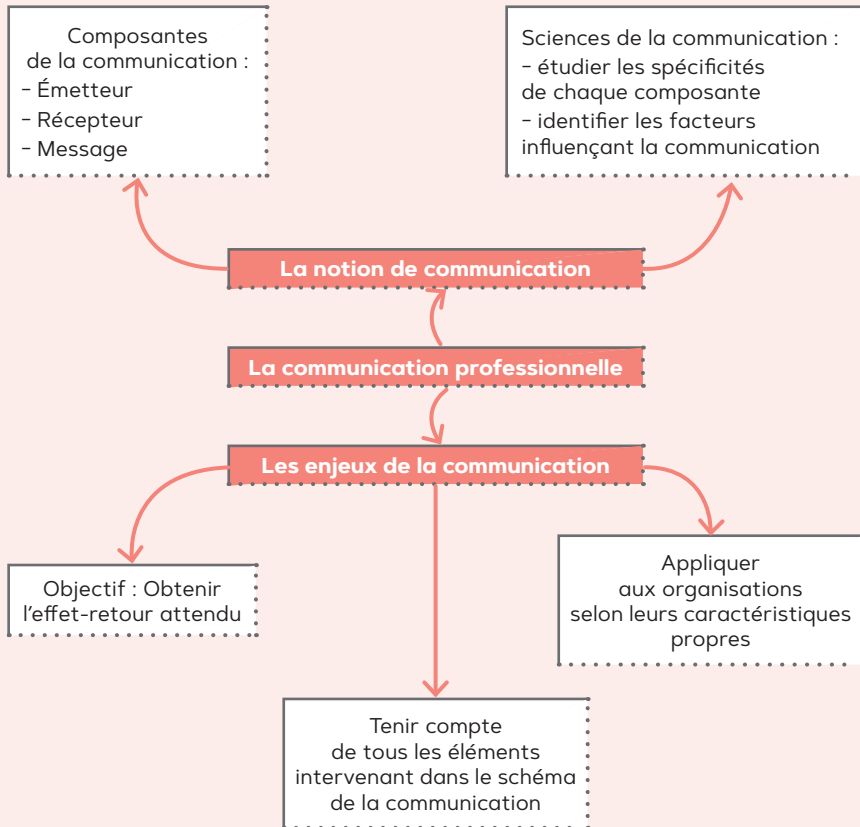 Composantes
de la communication :
– Émetteur
– Récepteur
– Message
Sciences de la communication :
– étudier les spécificités
de chaque composante
– identifier les facteurs
influençant la communication
La notion de communication
La communication professionnelle
Les enjeux de la communication
Objectif : Obtenir
l’effet-retour attendu
Appliquer
aux organisations
selon leurs caractéristiques
propres
Tenir compte
de tous les éléments
intervenant dans le schéma
de la communication